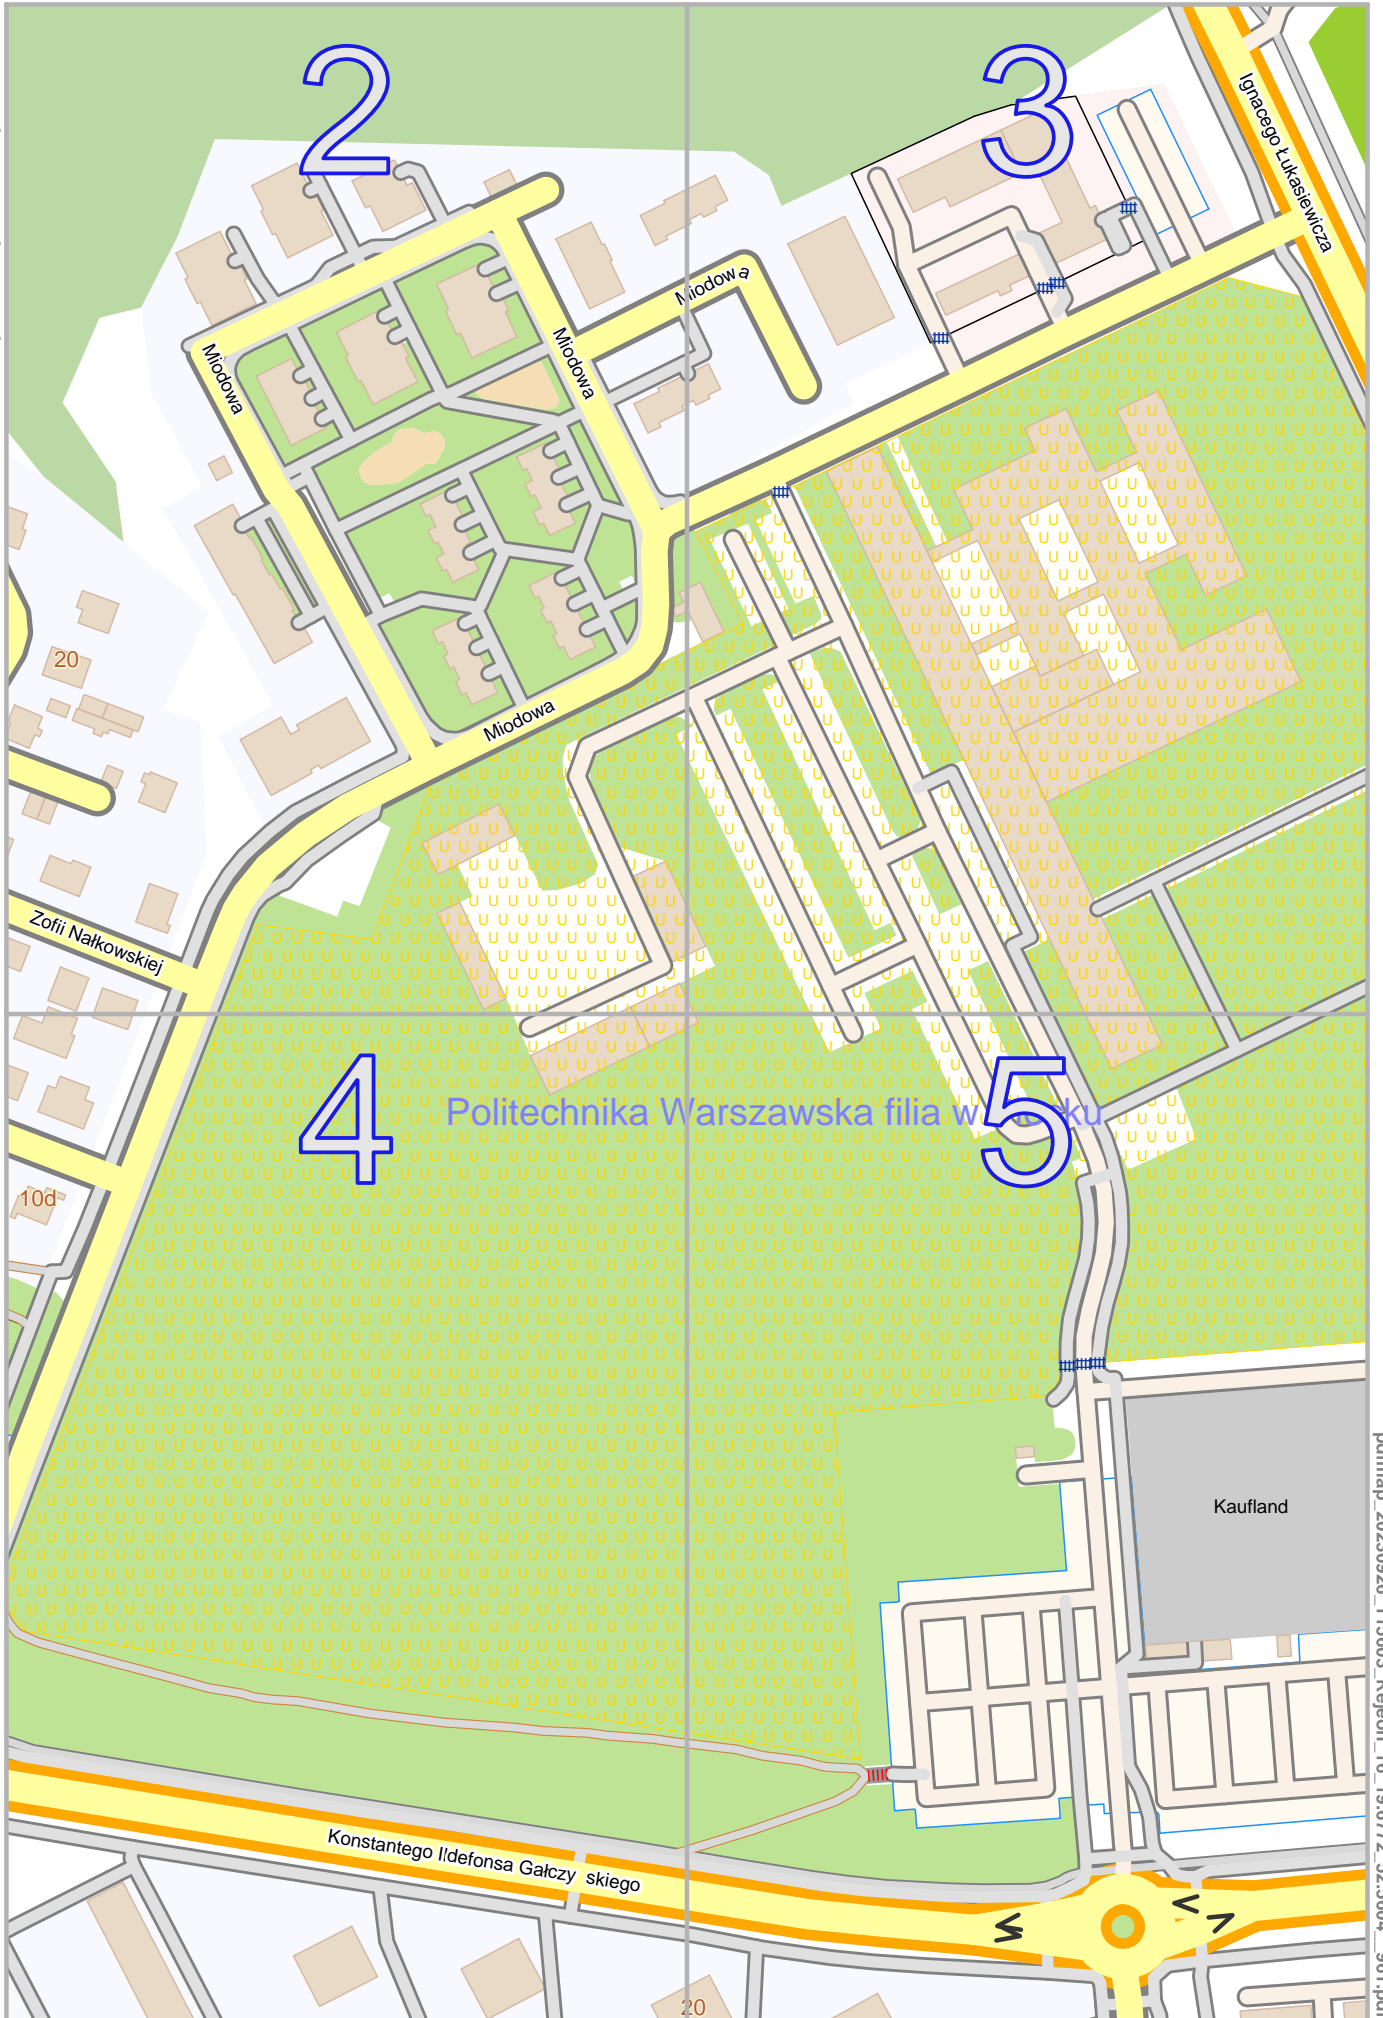 2
3
Ignacego Łukasiewicza
Miodowa
Miodowa
Miodowa
20
Miodowa
Zofii Nałkowskiej
4
5
Politechnika Warszawska filia w
10d
Kaufland
Konstantego Ildefonsa Gałczy skiego
20